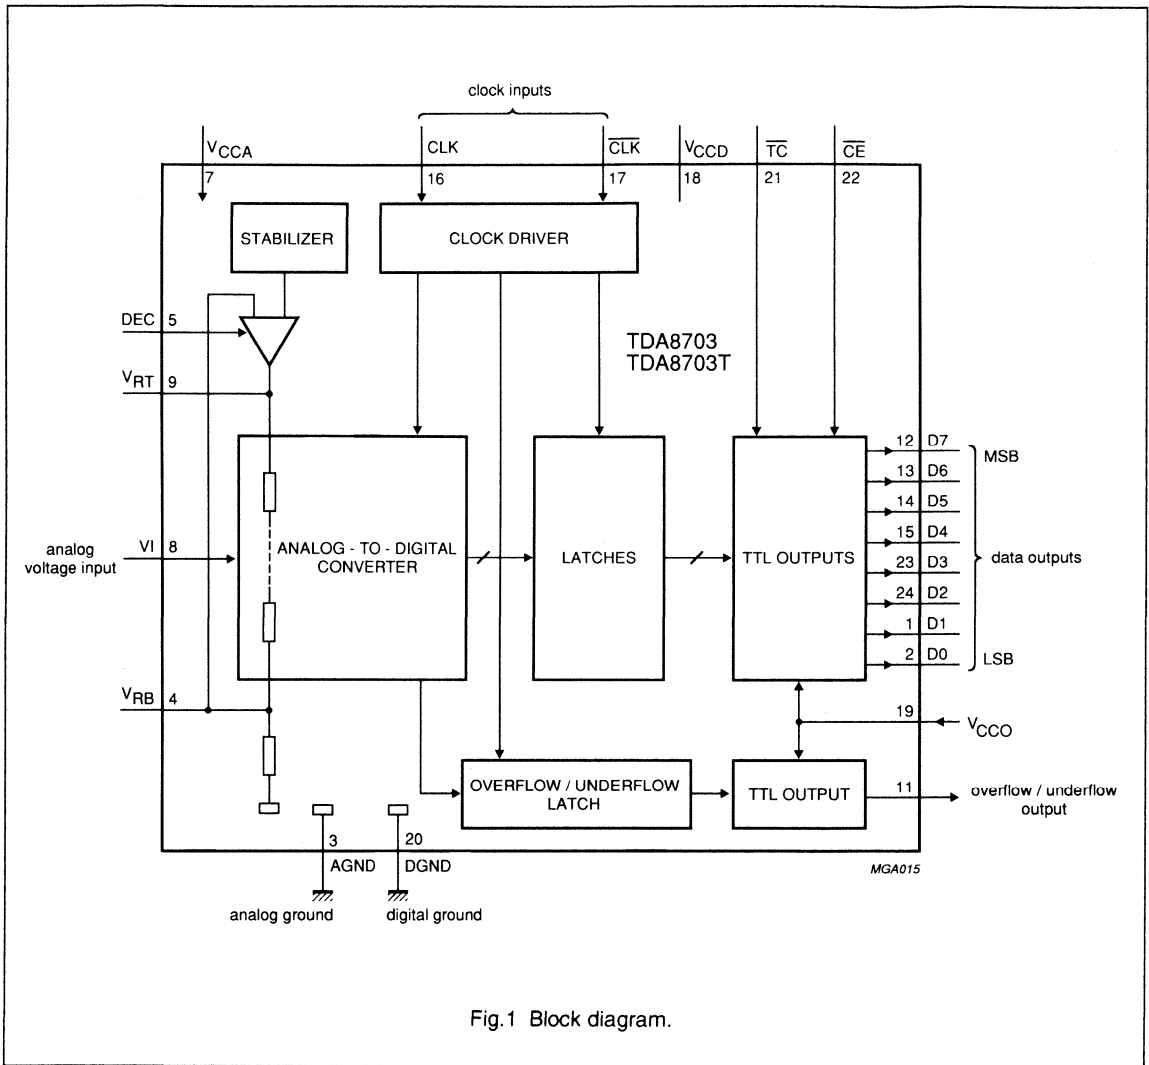 clock inputs
VCCA
CLK
CLK
VCCD
TC
CE
7
16
17
18
21
22
STABILIZER
CLOCK DRIVER
DEC 5
TDA8703
TDA8703T
VRT 9
12 D7
MSB
13 D6
14 D5
15 D4
analog
voltage input
VI 8
ANALOG - TO - DIGITAL
CONVERTER
LATCHES
TTL OUTPUTS
data outputs
23 D3
24 D2
1 D1
2 D0
LSB
VRB 4
19
VCCO
OVERFLOW / UNDERFLOW
LATCH
TTL OUTPUT
11
overflow / underflow
output
3
20
AGND
DGND
MGA015
analog ground
digital ground
Fig.1 Block diagram.